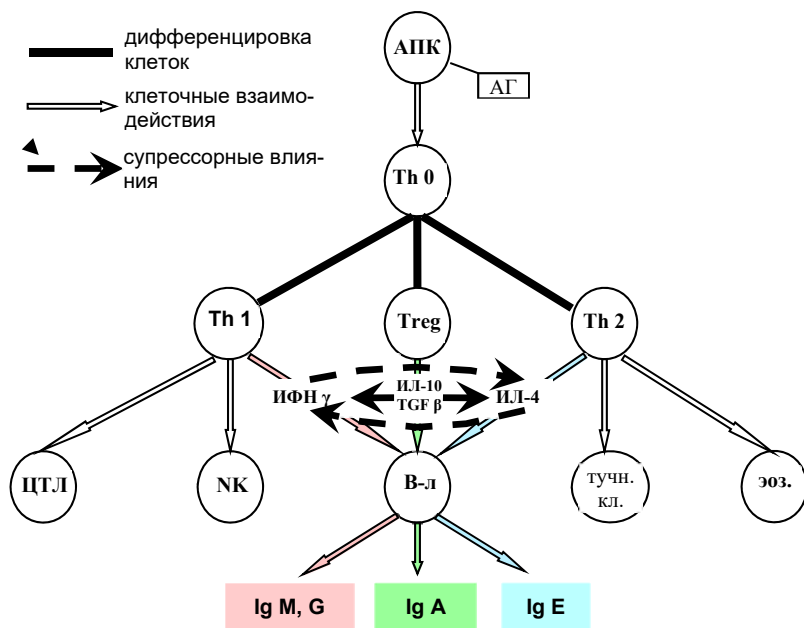 дифференцировка
клеток
клеточные взаимо-
действия
супрессорные влия-
ния
АПК
АГ
Th 0
Th 1
Treg
Th 2
ИФН γ
ИЛ-10
TGF β
ИЛ-4
ЦТЛ
NK
В-л
тучн.
кл.
эоз.
Ig M, G
Ig A
Ig E